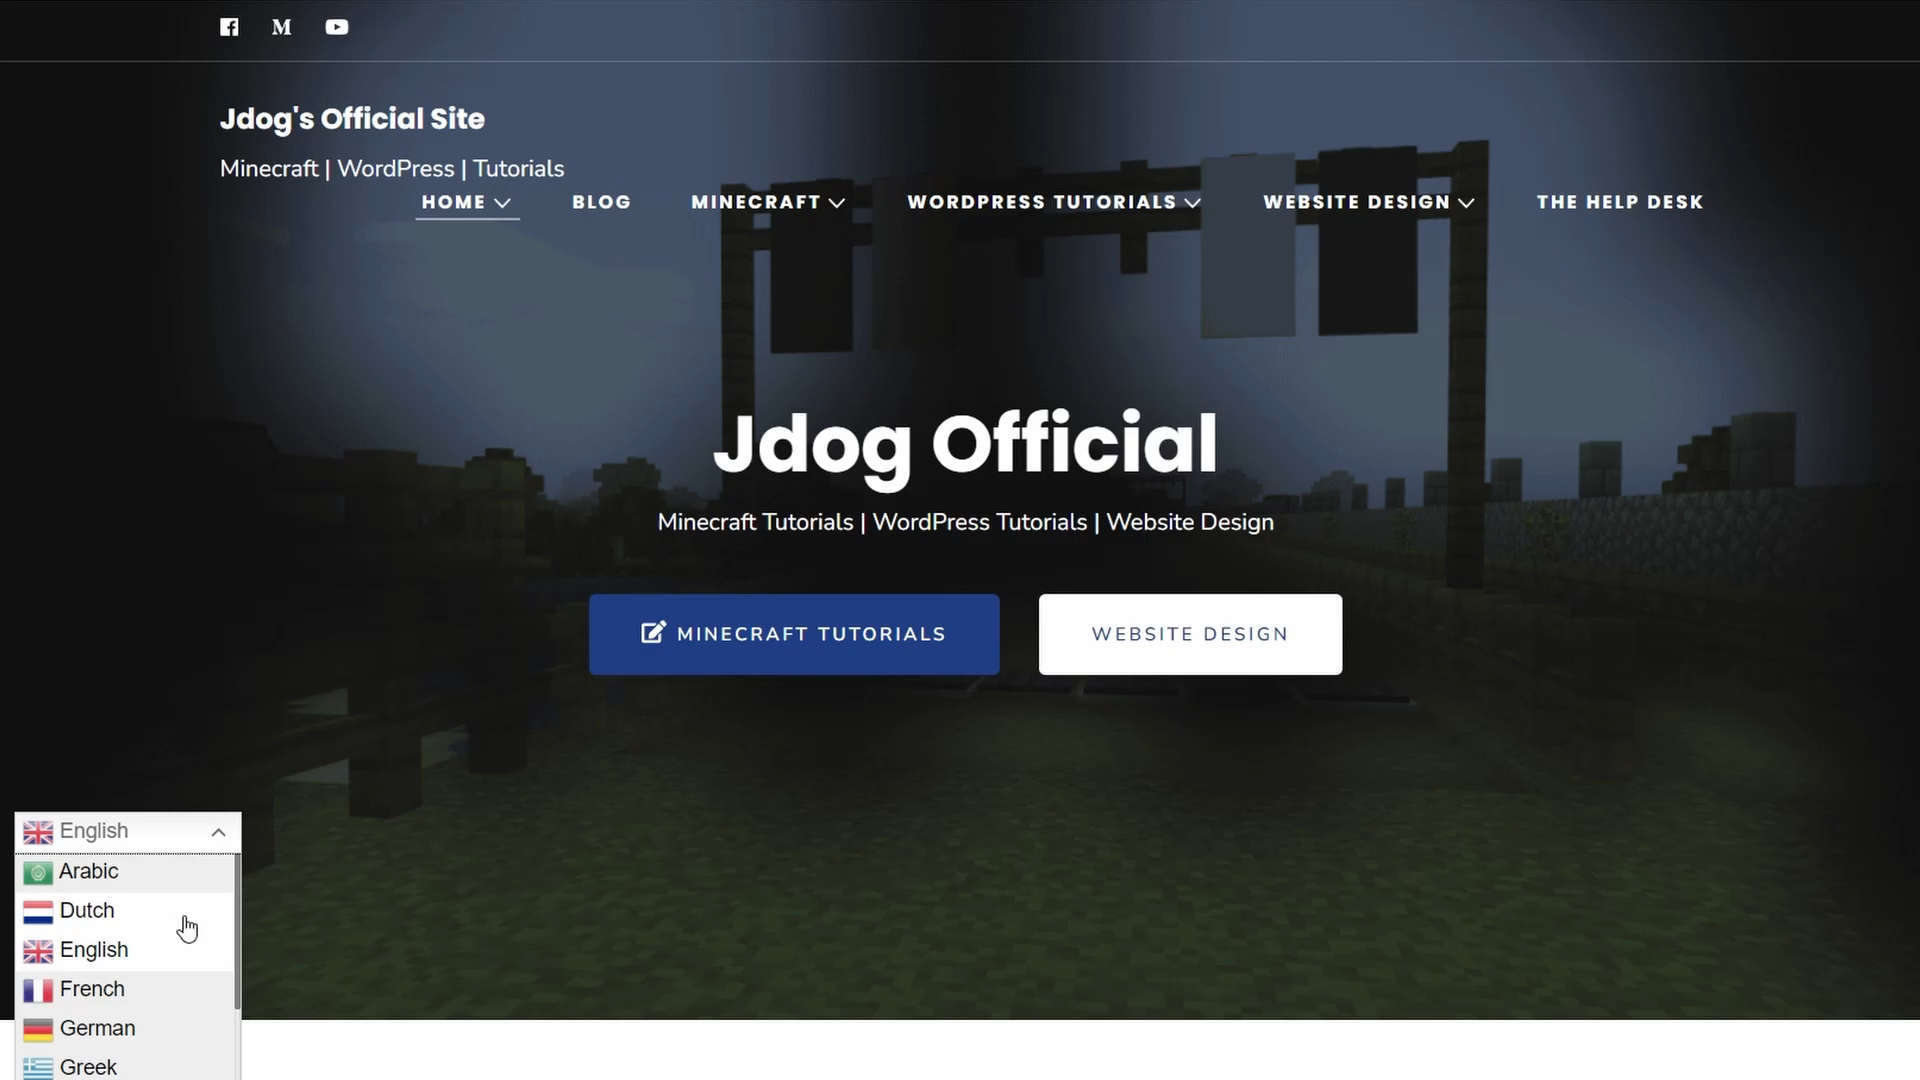 Jdog's Official Site
Minecraft | WordPress | Tutorials
HOME BLOG MINECRAFT WORDPRESS TUTORIALS WEBSITE DESIGN THE HELP DESK
Jdog Official
Minecraft Tutorials | WordPress Tutorials | Website Design
MINECRAFT TUTORIALS WEBSITE DESIGN
English
Arabic
Dutch
English
French
German
Greek